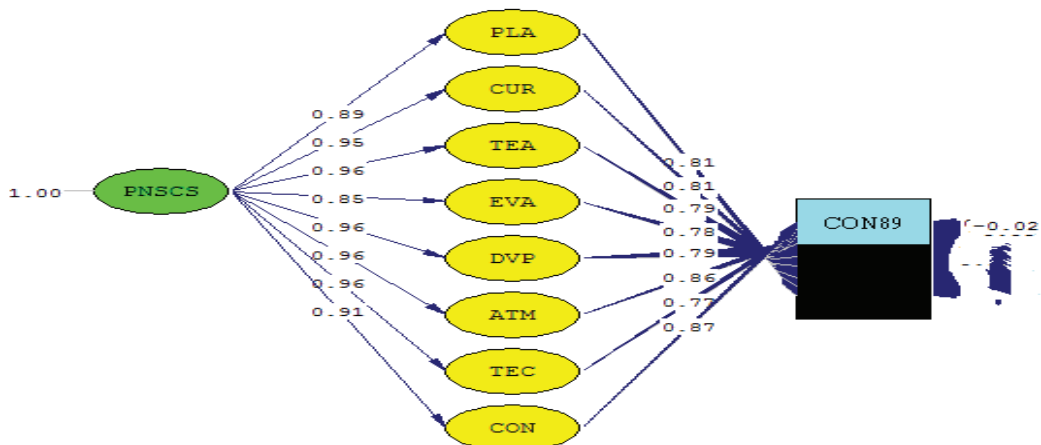 PLA
CUR
TEA
EVA
DVP
ATM
TEC
CON
1.00
PNSCS
0.89
0.95
0.96
0.85
0.96
0.96
0.96
0.91
0.81
0.81
0.79
0.78
0.79
0.86
0.77
0.87
CON89
-0.02